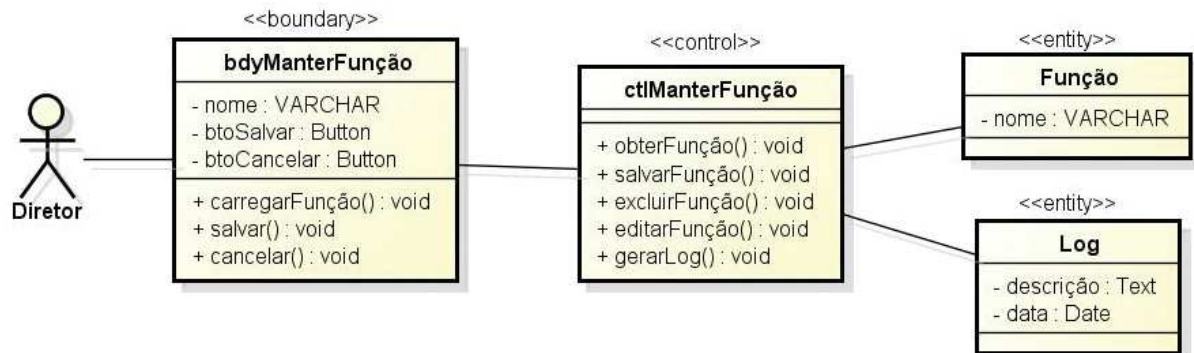 <<boundary>>
bdyManterFunção
- nome : VARCHAR
- btoSalvar : Button
- btoCancelar : Button
+ carregarFunção() : void
+ salvar() : void
+ cancelar() : void
Diretor
<<control>>
ctlManterFunção
+ obterFunção() : void
+ salvarFunção() : void
+ excluirFunção() : void
+ editarFunção() : void
+ gerarLog() : void
<<entity>>
Função
- nome : VARCHAR
<<entity>>
Log
- descrição : Text
- data : Date